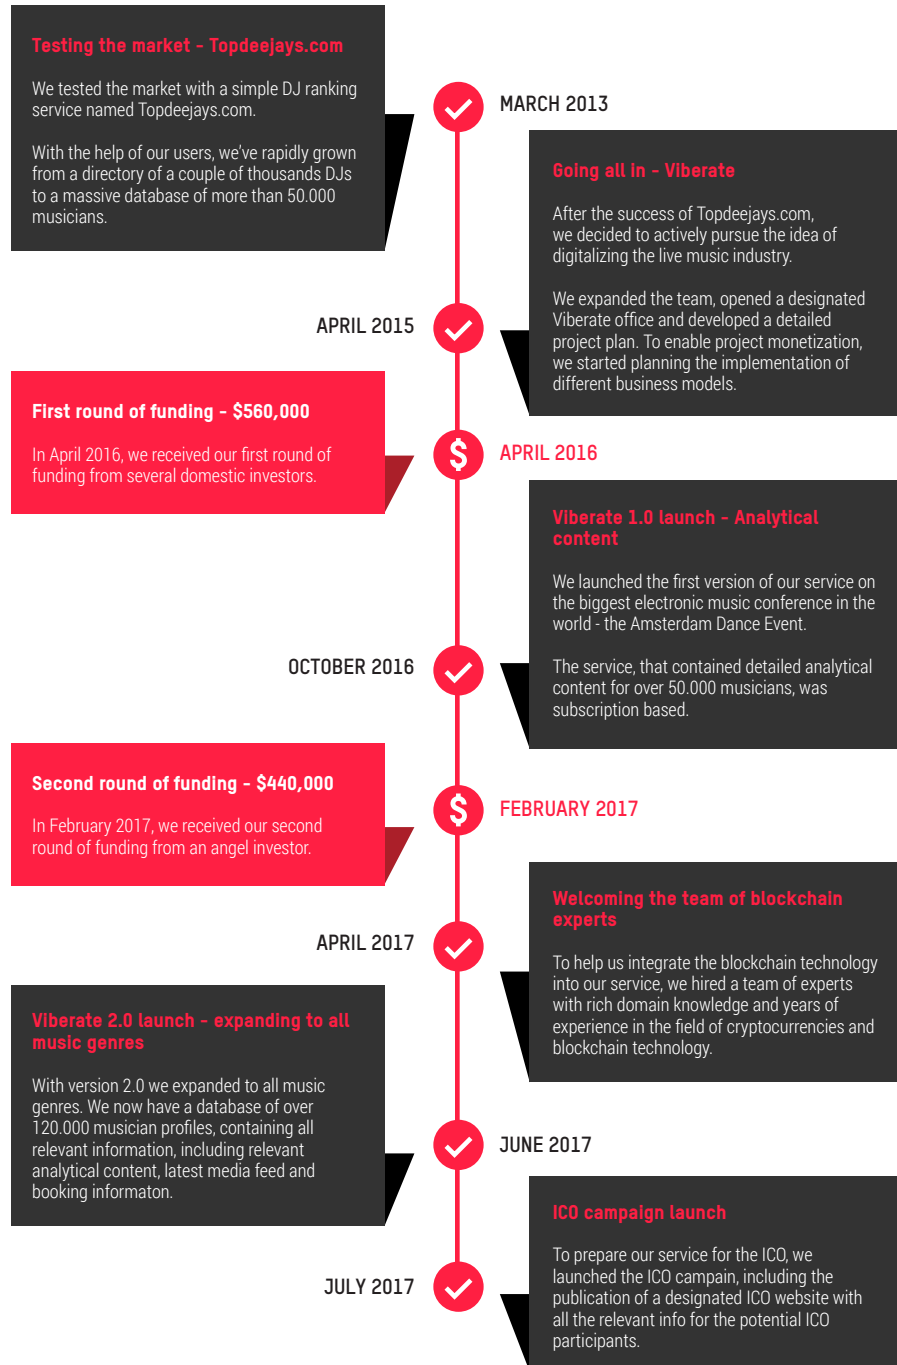 Testing the market - Topdeejays.com
We tested the market with a simple DJ ranking
service named Topdeejays.com.
With the help of our users, we've rapidly grown
from a directory of a couple of thousands DJs
to a massive database of more than 50.000
musicians.
MARCH 2013
Going all in - Viberate
After the success of Topdeejays.com,
we decided to actively pursue the idea of
digitalizing the live music industry.
We expanded the team, opened a designated
Viberate office and developed a detailed
project plan. To enable project monetization,
we started planning the implementation of
different business models.
APRIL 2015
First round of funding - $560,000
In April 2016, we received our first round of
funding from several domestic investors.
$
APRIL 2016
Viberate 1.0 launch - Analytical
content
We launched the first version of our service on
the biggest electronic music conference in the
world - the Amsterdam Dance Event.
The service, that contained detailed analytical
content for over 50.000 musicians, was
subscription based.
OCTOBER 2016
Second round of funding - $440,000
In February 2017, we received our second
round of funding from an angel investor.
$
FEBRUARY 2017
Welcoming the team of blockchain
experts
To help us integrate the blockchain technology
into our service, we hired a team of experts
with rich domain knowledge and years of
experience in the field of cryptocurrencies and
blockchain technology.
APRIL 2017
Viberate 2.0 launch - expanding to all
music genres
With version 2.0 we expanded to all music
genres. We now have a database of over
120.000 musician profiles, containing all
relevant information, including relevant
analytical content, latest media feed and
booking informaton.
JUNE 2017
ICO campaign launch
To prepare our service for the ICO, we
launched the ICO campain, including the
publication of a designated ICO website with
all the relevant info for the potential ICO
participants.
JULY 2017